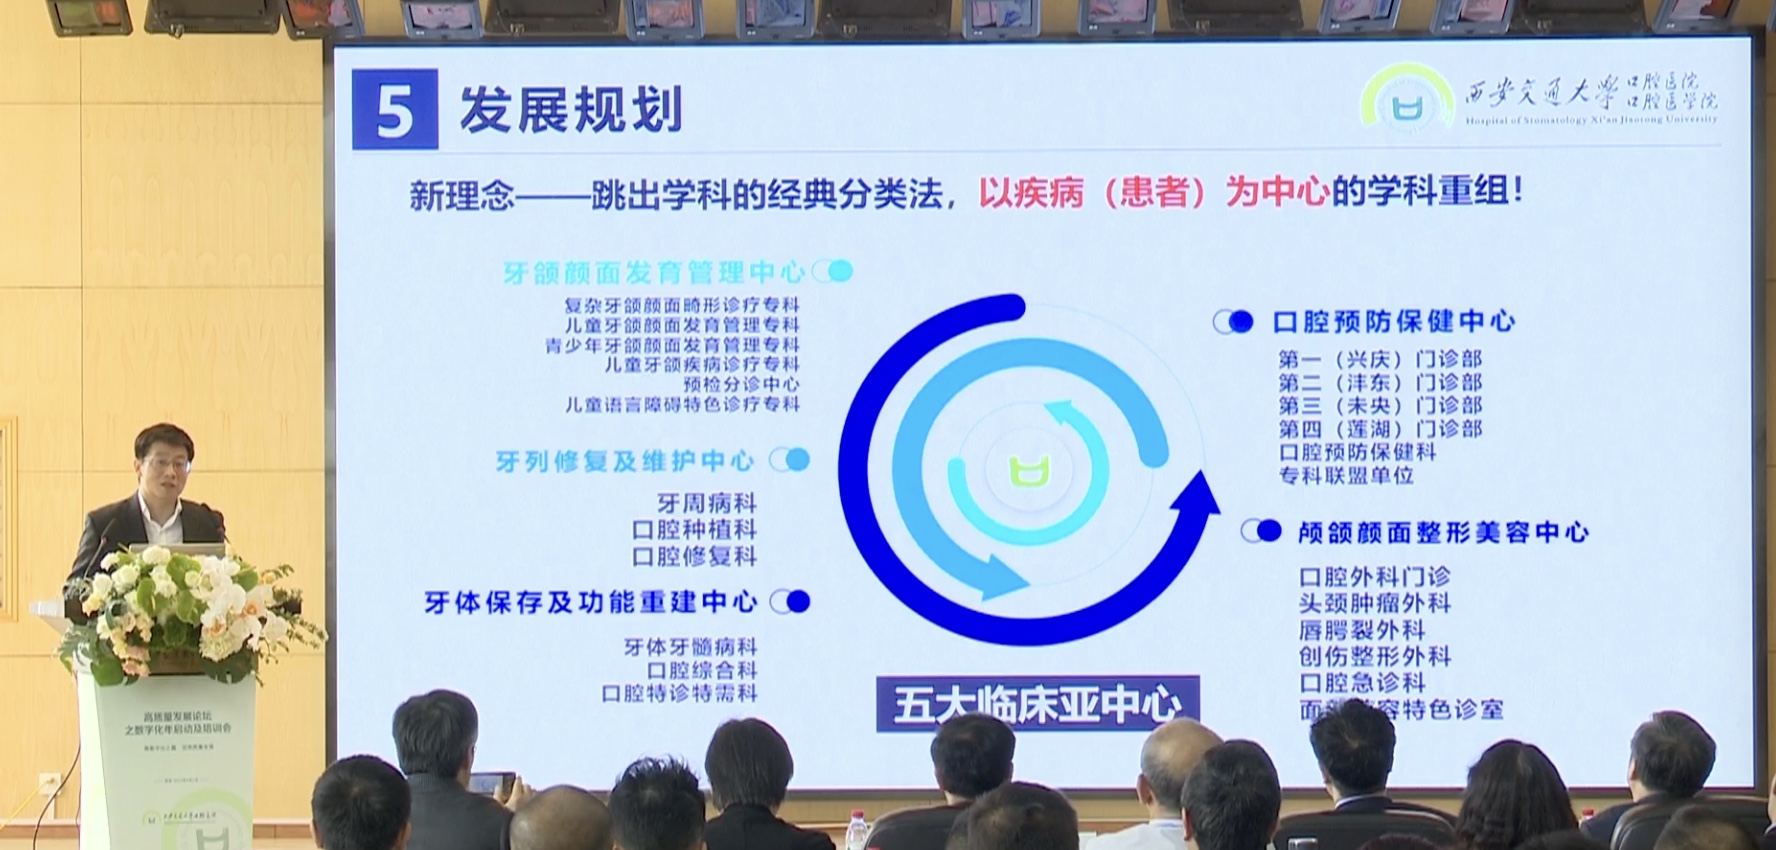 5 发展规划
西安交通大学 口腔医院
口腔医学院
Hospital of Stomatology Xi'an Jiaotong University
新理念——跳出学科的经典分类法，以疾病（患者）为中心的学科重组！
牙颌颜面发育管理中心
复杂牙颌颜面畸形诊疗专科
儿童牙颌颜面发育管理专科
青少年牙颌颜面发育管理专科
儿童牙颌疾病诊疗专科
预检分诊中心
儿童语言障碍特色诊疗专科
牙列修复及维护中心
牙周病科
口腔种植科
口腔修复科
牙体保存及功能重建中心
牙体牙髓病科
口腔综合科
口腔特诊特需科
口腔预防保健中心
第一（兴庆）门诊部
第二（沣东）门诊部
第三（未央）门诊部
第四（莲湖）门诊部
口腔预防保健科
专科联盟单位
颅颌颜面整形美容中心
口腔外科门诊
头颈肿瘤外科
唇腭裂外科
创伤整形外科
口腔急诊科
面 容特色诊室
五大临床亚中心
高质量发展论坛
之数字化年启动及培训会